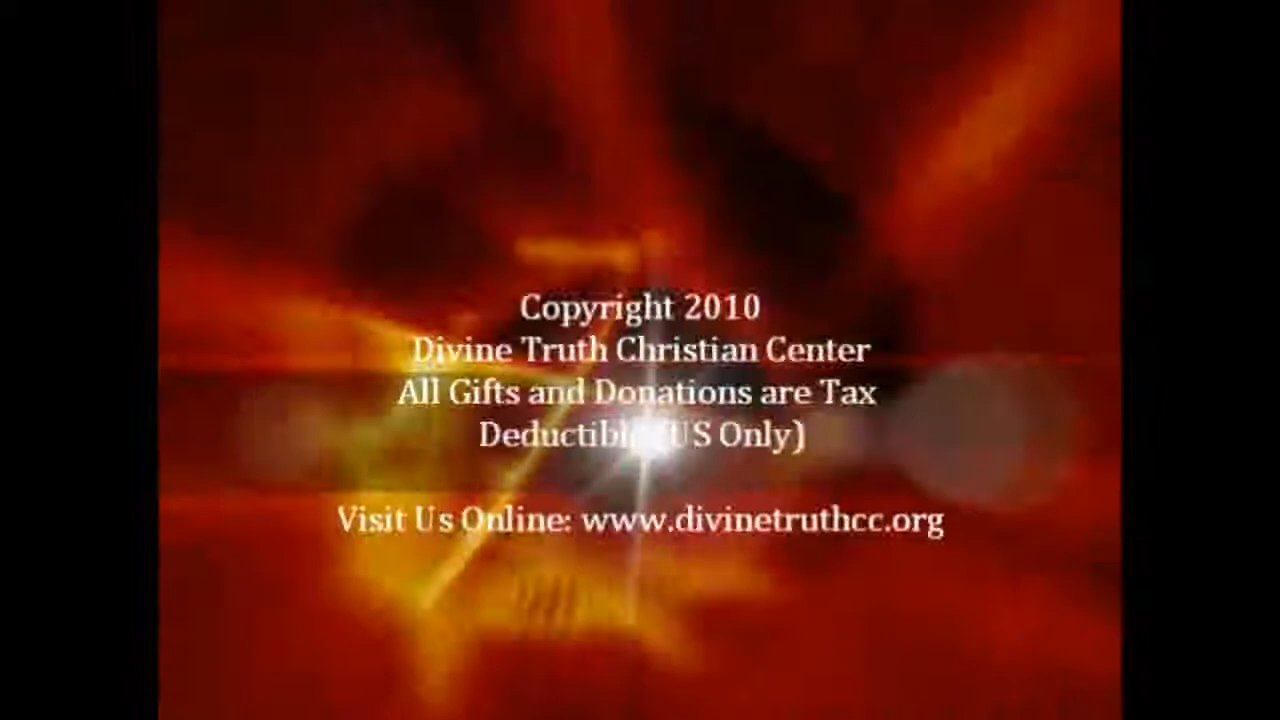 Copyright 2010
Divine Truth Christian Center
All Gifts and Donations are Tax
Deductible (US Only)
Visit Us Online: www.divinetruthcc.org